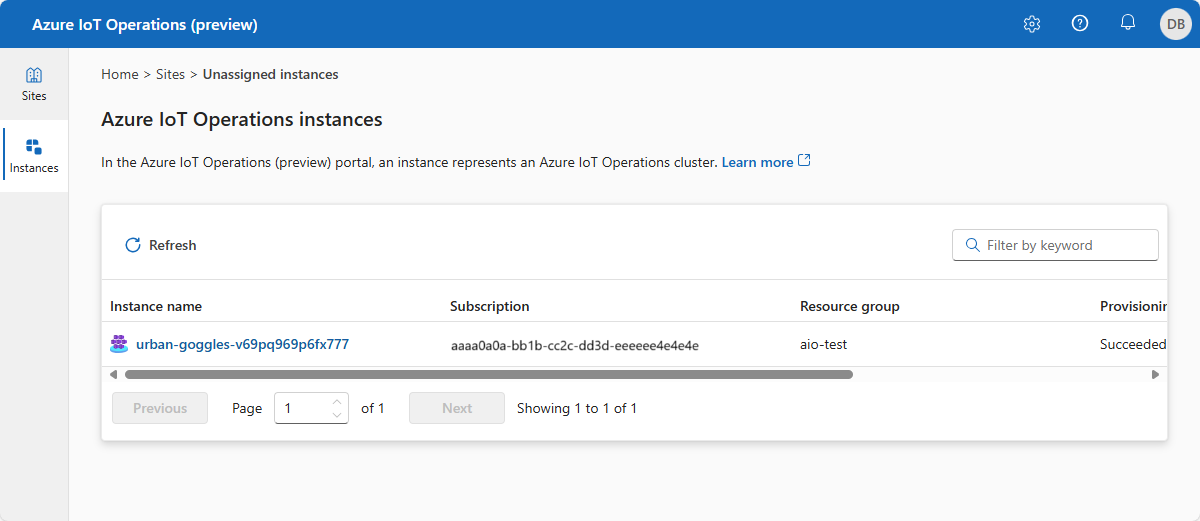 Azure IoT Operations (preview)
DB
Sites
Instances
Home > Sites > Unassigned instances
Azure IoT Operations instances
In the Azure IoT Operations (preview) portal, an instance represents an Azure IoT Operations cluster. Learn more
Refresh
Filter by keyword
Instance name Subscription Resource group Provisionin
urban-goggles-v69pq969p6fx777 aaaa0a0a-bb1b-cc2c-dd3d-eeeeee4e4e4e aio-test Succeeded
Previous Page 1 of 1 Next Showing 1 to 1 of 1